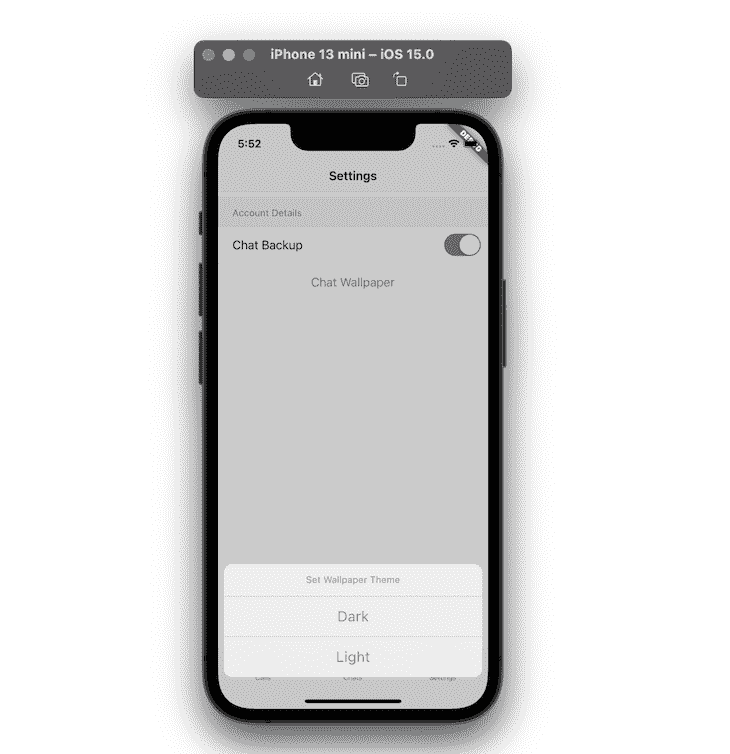 iPhone 13 mini – iOS 15.0
5:52
Settings
Account Details
Chat Backup
Chat Wallpaper
Set Wallpaper Theme
Dark
Light
Calls Chats Settings